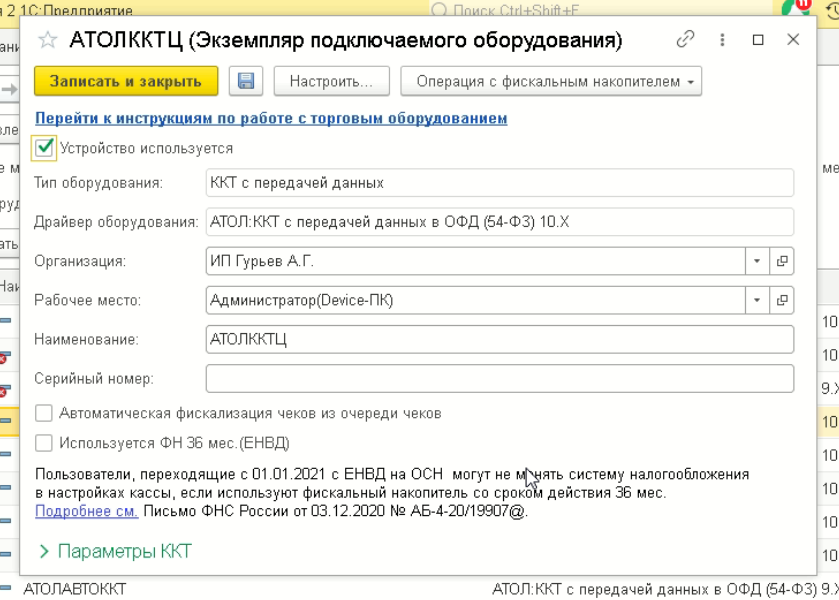 2 1С:Предприятие
Поиск Ctrl+Shift+F
11
АТОЛККТЦ (Экземпляр подключаемого оборудования)
Записать и закрыть
Настроить...
Операция с фискальным накопителем
Перейти к инструкциям по работе с торговым оборудованием
Устройство используется
Тип оборудования: ККТ с передачей данных
Драйвер оборудования: АТОЛ:ККТ с передачей данных в ОФД (54-ФЗ) 10.X
Организация: ИП Гурьев А.Г.
Рабочее место: Администратор(Device-ПК)
Наименование: АТОЛККТЦ
Серийный номер:
Автоматическая фискализация чеков из очереди чеков
Используется ФН 36 мес.(ЕНВД)
Пользователи, переходящие с 01.01.2021 с ЕНВД на ОСН могут не менять систему налогообложения
в настройках кассы, если используют фискальный накопитель со сроком действия 36 мес.
Подробнее см. Письмо ФНС России от 03.12.2020 № АБ-4-20/19907@.
Параметры ККТ
АТОЛАВТОККТ
АТОЛ:ККТ с передачей данных в ОФД (54-ФЗ) 9.X